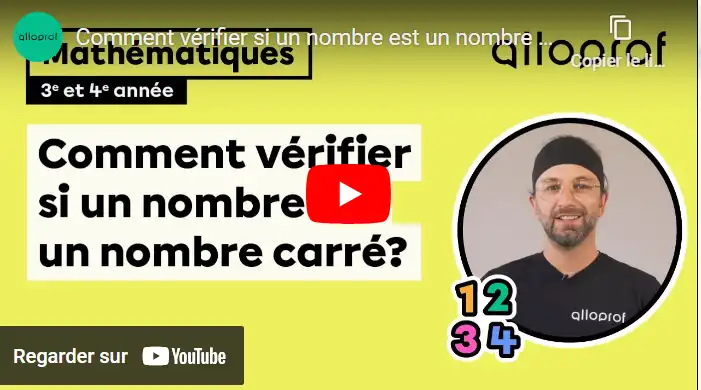 alloprof
Comment vérifier si un nombre est un nombre ...
alloprof
Copier le li...
Mathématiques
3e et 4e année
Comment vérifier
si un nombre
un nombre carré?
alloprof
1 2
3 4
Regarder sur YouTube